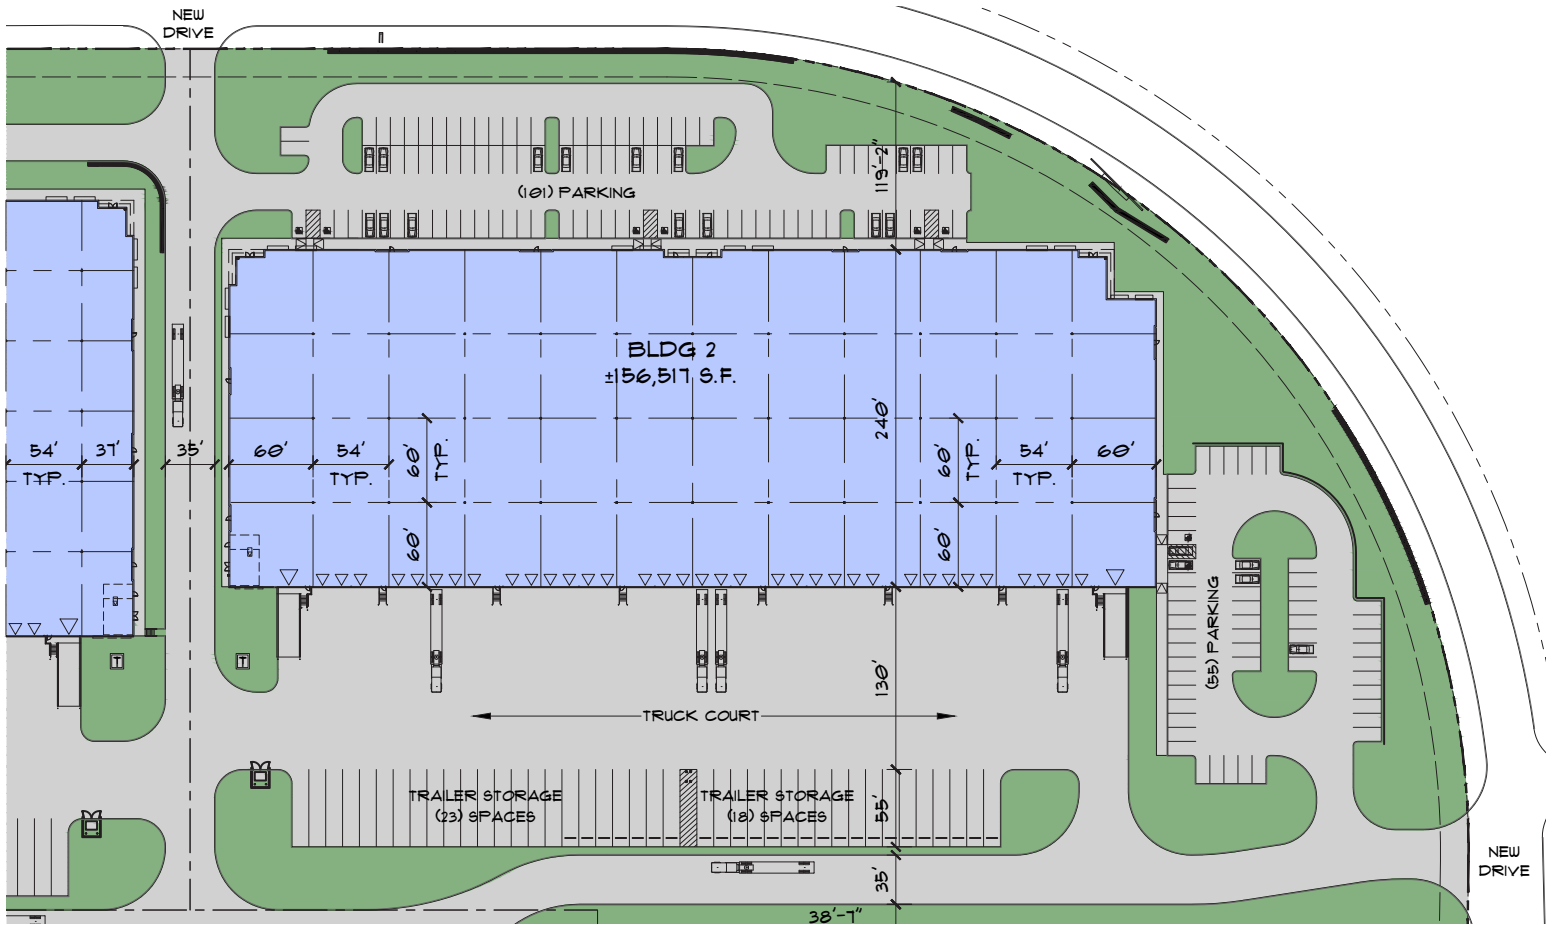 NEW
DRIVE
(101) PARKING
119'-2"
BLDG 2
±156,517 S.F.
240'
54'
TYP.
37'
35'
60'
54'
TYP.
60'
TYP.
60'
60'
TYP.
60'
54'
TYP.
60'
(55) PARKING
130'
TRUCK COURT
TRAILER STORAGE
(23) SPACES
TRAILER STORAGE
(18) SPACES
55'
35'
NEW
DRIVE
38'-7"